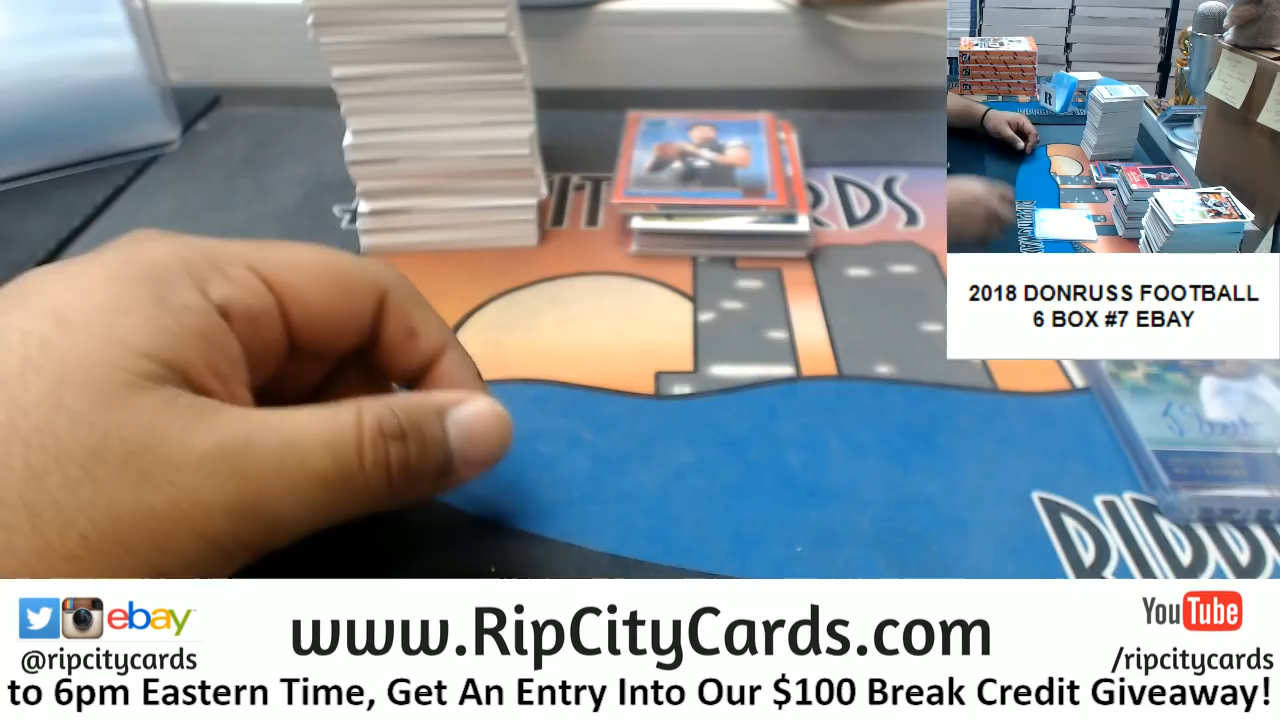 RDS
2018 DONRUSS FOOTBALL
6 BOX #7 EBAY
ebay
@ripcitycards
www.RipCityCards.com
YouTube
/ripcitycards
to 6pm Eastern Time, Get An Entry Into Our $100 Break Credit Giveaway!